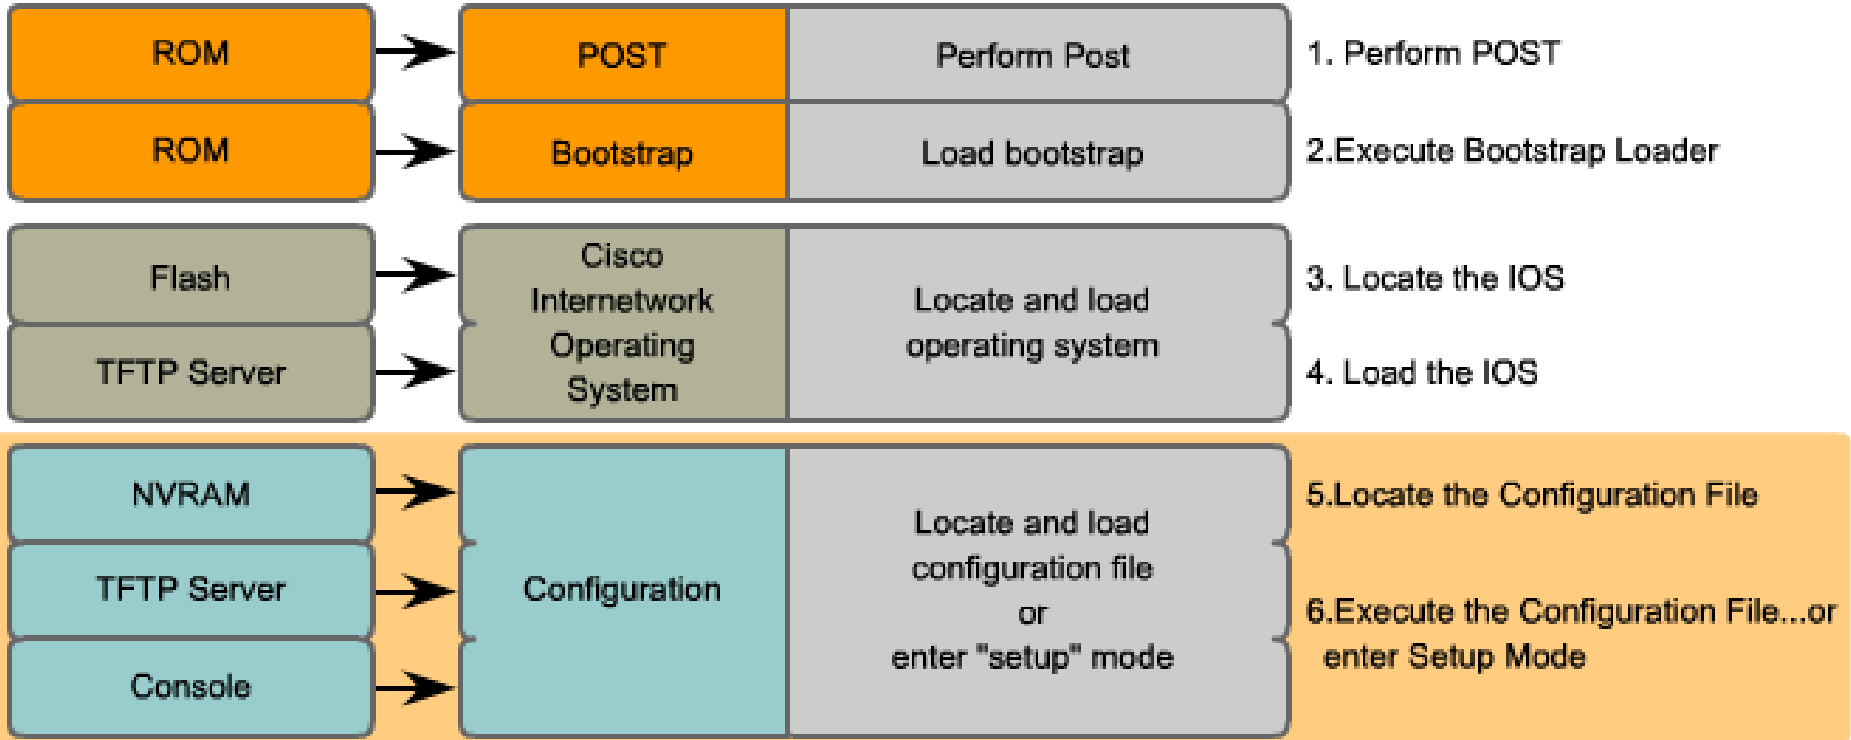 ROM
POST
Perform Post
1. Perform POST
ROM
Bootstrap
Load bootstrap
2.Execute Bootstrap Loader
Flash
TFTP Server
Cisco
Internetwork
Operating
System
Locate and load
operating system
3. Locate the IOS
4. Load the IOS
NVRAM
TFTP Server
Console
Configuration
Locate and load
configuration file
or
enter "setup" mode
5.Locate the Configuration File
6.Execute the Configuration File...or
enter Setup Mode